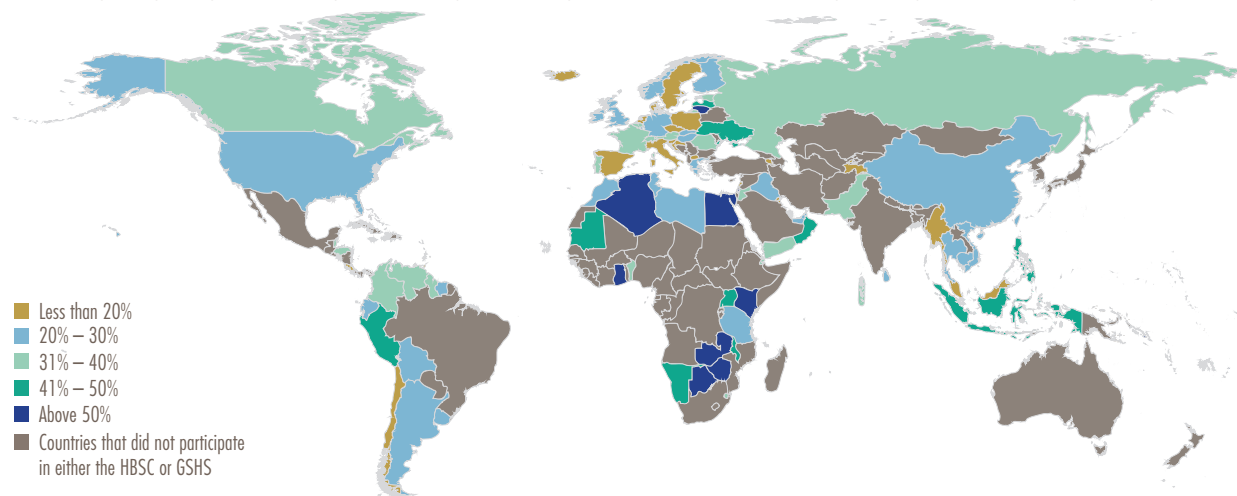 Less than 20%
20% – 30%
31% – 40%
41% – 50%
Above 50%
Countries that did not participate
in either the HBSC or GSHS